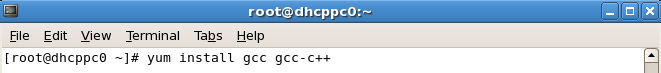 root@dhcppc0:~
File Edit View Terminal Tabs Help
[root@dhcppc0 ~]# yum install gcc gcc-c++